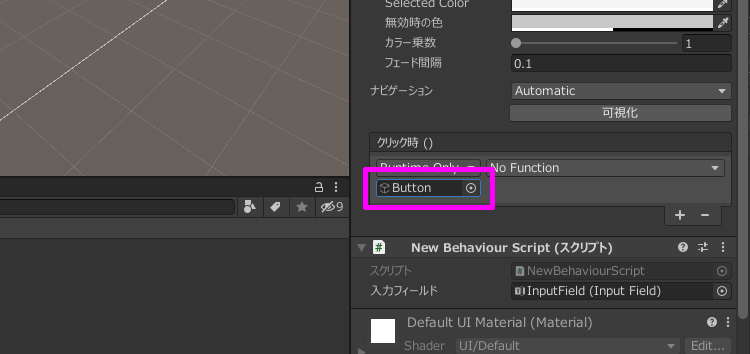 Selected Color
無効時の色
カラー乗数 1
フェード間隔 0.1
ナビゲーション Automatic
可視化
クリック時 ()
Runtime Only No Function
Button
9
+ -
# New Behaviour Script (スクリプト)
スクリプト # NewBehaviourScript
入力フィールド InputField (Input Field)
Default UI Material (Material)
Shader UI/Default Edit...